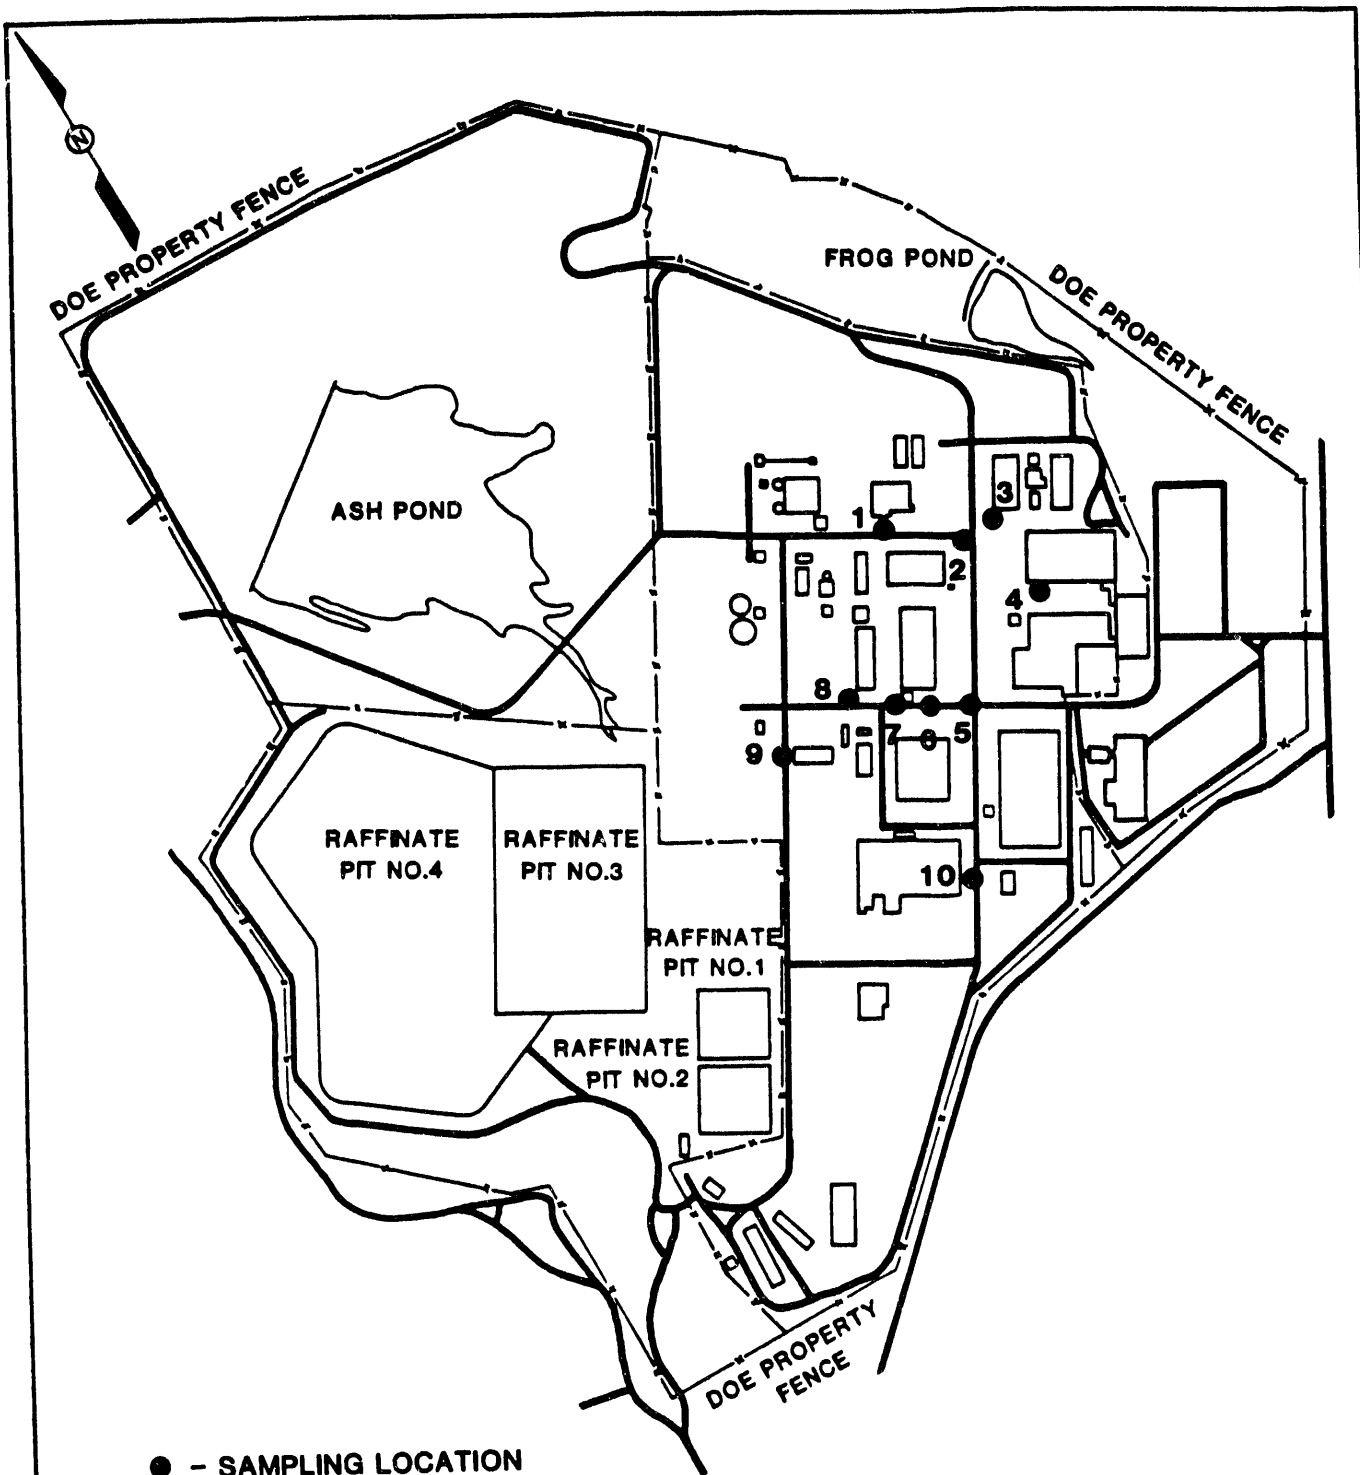 N
DOE PROPERTY FENCE
FROG POND
DOE PROPERTY FENCE
ASH POND
1
2
3
4
5
6
7
8
9
10
RAFFINATE
PIT NO.4
RAFFINATE
PIT NO.3
RAFFINATE
PIT NO.1
RAFFINATE
PIT NO.2
DOE PROPERTY
FENCE
- SAMPLING LOCATION